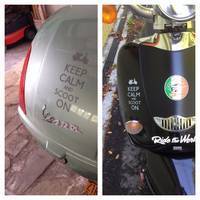 KEEP
CALM
AND
SCOOT
ON
Vespa
KEEP
CALM
AND
SCOOT
ON
Ride the World